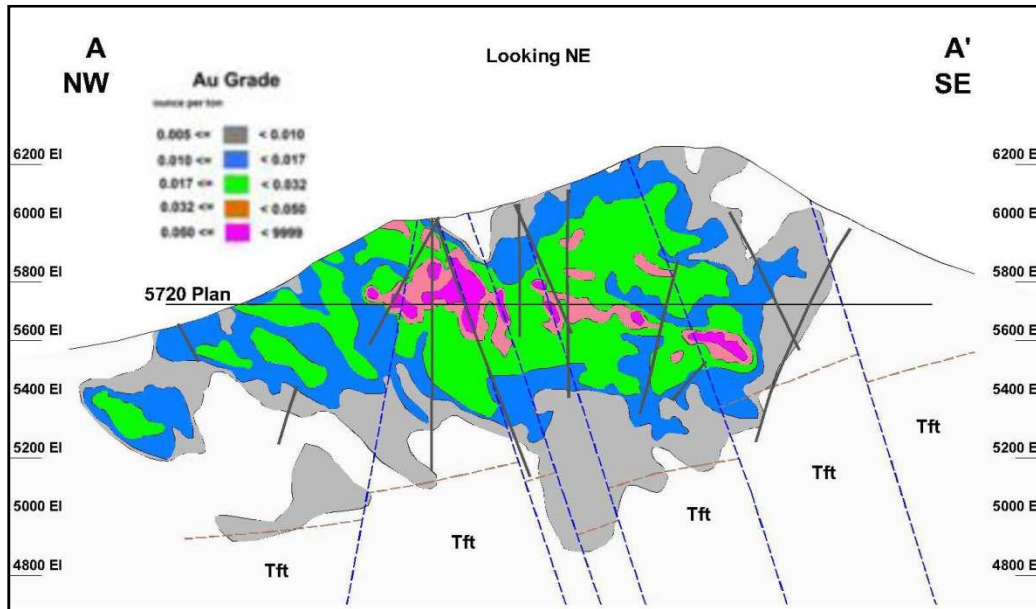 A
NW
Looking NE
A'
SE
Au Grade
ounce per ton
0.005 <= < 0.010
0.010 <= < 0.017
0.017 <= < 0.032
0.032 <= < 0.050
0.050 <= < 9999
6200 El
6000 El
5800 El
5600 El
5400 El
5200 El
5000 El
4800 El
5720 Plan
6200 El
6000 El
5800 El
5600 El
5400 El
5200 El
5000 El
4800 El
Tft
Tft
Tft
Tft
Tft